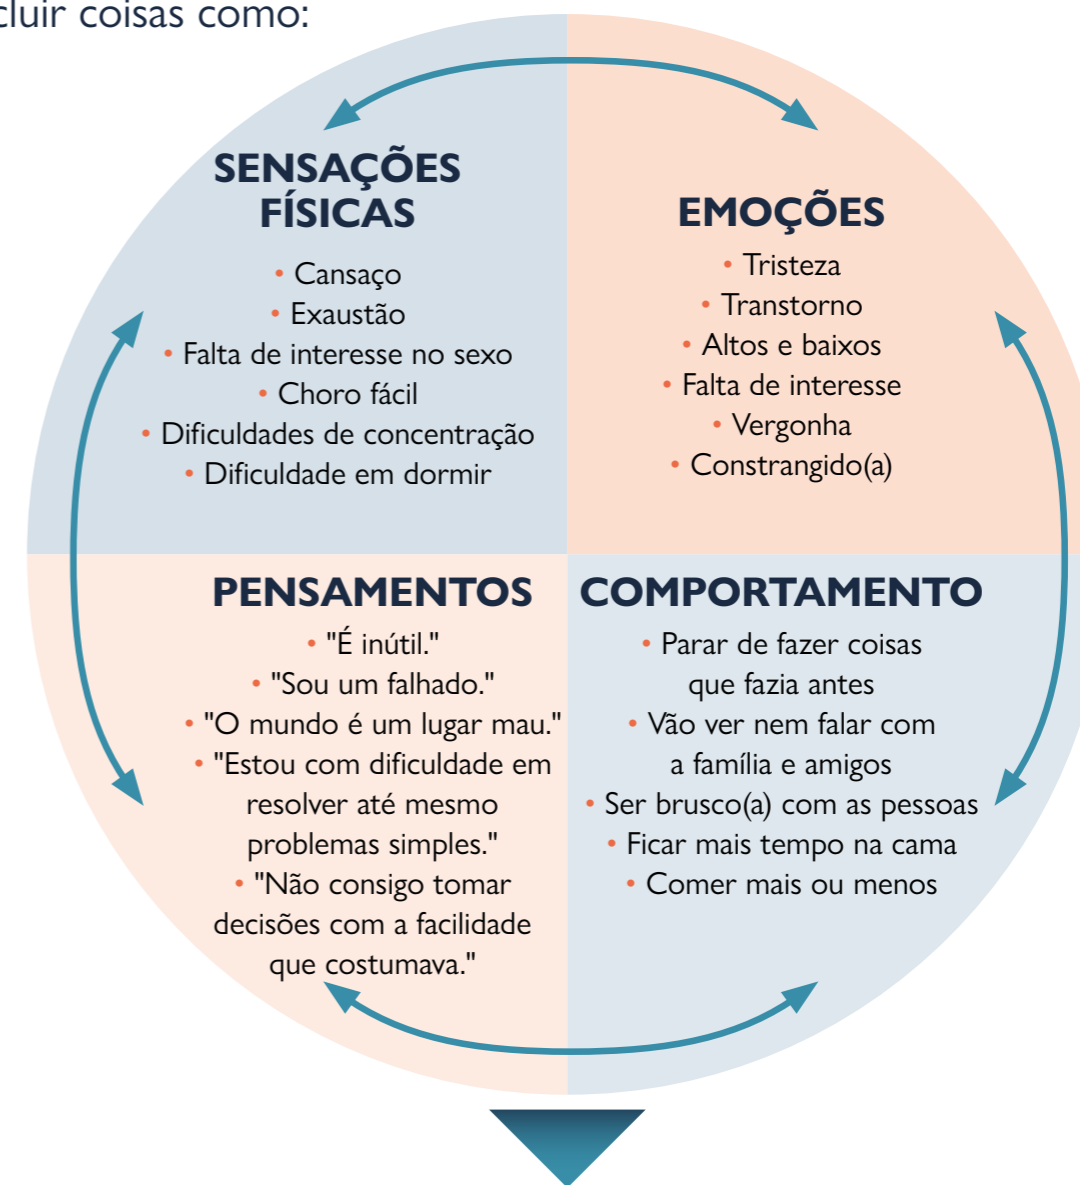 cluir coisas como:
SENSAÇÕES
FÍSICAS
• Cansaço
• Exaustão
• Falta de interesse no sexo
• Choro fácil
• Dificuldades de concentração
• Dificuldade em dormir
EMOÇÕES
• Tristeza
• Transtorno
• Altos e baixos
• Falta de interesse
• Vergonha
• Constrangido(a)
PENSAMENTOS
• "É inútil."
• "Sou um falhado."
• "O mundo é um lugar mau."
• "Estou com dificuldade em
resolver até mesmo
problemas simples."
• "Não consigo tomar
decisões com a facilidade
que costumava."
COMPORTAMENTO
• Parar de fazer coisas
que fazia antes
• Vão ver nem falar com
a família e amigos
• Ser brusco(a) com as pessoas
• Ficar mais tempo na cama
• Comer mais ou menos